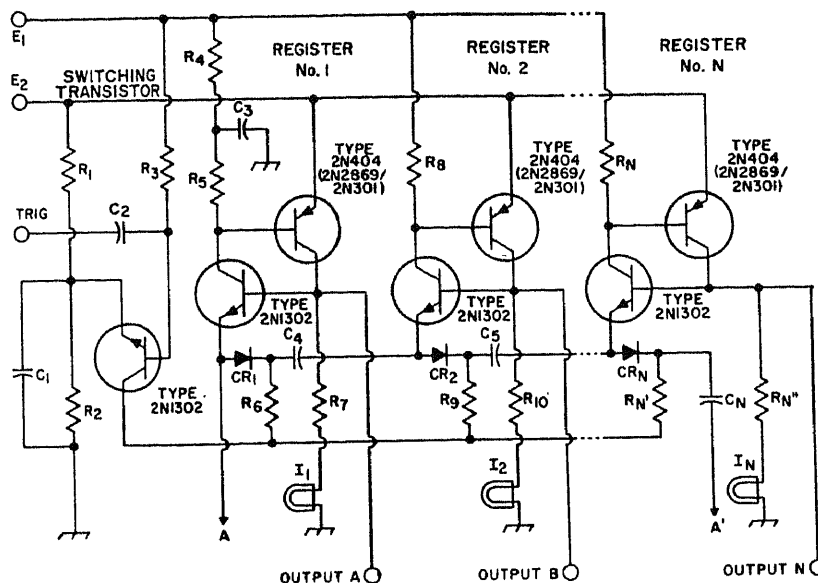 E1
E2
SWITCHING
TRANSISTOR
R4
REGISTER
No. 1
REGISTER
No. 2
REGISTER
No. N
C3
R1
R3
R5
TYPE
2N404
(2N2869/
2N301)
R8
TYPE
2N404
(2N2869/
2N301)
RN
TYPE
2N404
(2N2869/
2N301)
TRIG
C2
TYPE
2N1302
TYPE
2N1302
TYPE
2N1302
C4
C5
C1
R2
TYPE
2N1302
CR1
CR2
CRN
R6
R7
R9
R10
RN'
CN
RN"
I1
I2
IN
A
A'
OUTPUT A
OUTPUT B
OUTPUT N